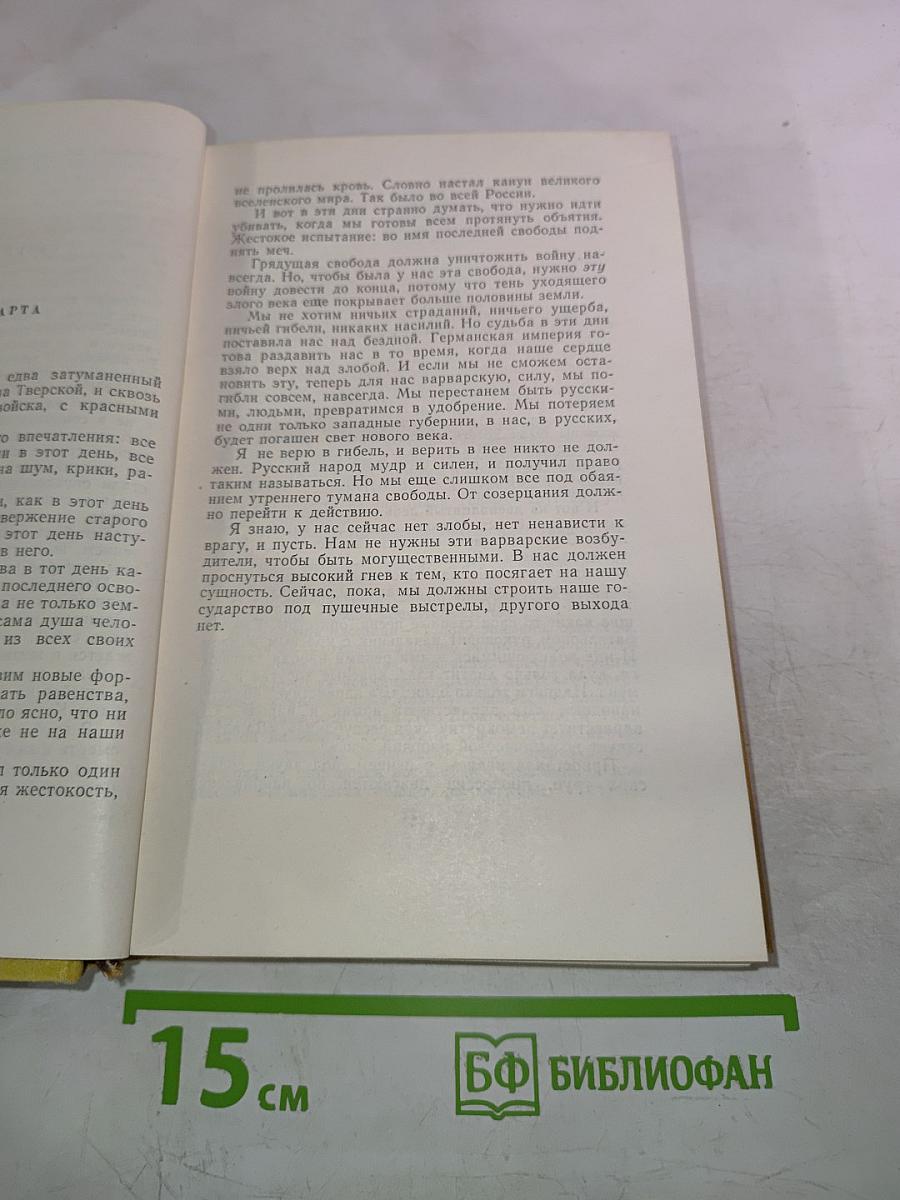 АРТА
едва затуманенный
а Тверской, и сквозь
войска, с красными
о впечатления: все
и в этот день, все
на шум, крики, ра-
и, как в этот день
вержение старого
этот день насту-
в него.
ва в тот день ка-
последнего осво-
а не только зем-
сама душа чело-
из всех своих
вим новые фор-
ать равенства,
ло ясно, что ни
же не на наши
л только один
я жестокость,
не пролилась кровь. Словно настал канун великого
вселенского мира. Так было во всей России.
И вот в эти дни странно думать, что нужно идти
убивать, когда мы готовы всем протянуть объятия.
Жестокое испытание: во имя последней свободы под-
нять меч.
Грядущая свобода должна уничтожить войну на-
всегда. Но, чтобы была у нас эта свобода, нужно эту
войну довести до конца, потому что тень уходящего
злого века еще покрывает больше половины земли.
Мы не хотим ничьих страданий, ничьего ущерба,
ничьей гибели, никаких насилий. Но судьба в эти дни
поставила нас над бездной. Германская империя го-
това раздавить нас в то время, когда наше сердце
взяло верх над злобой. И если мы не сможем оста-
новить эту, теперь для нас варварскую, силу, мы по-
гибли совсем, навсегда. Мы перестанем быть русски-
ми, людьми, превратимся в удобрение. Мы потеряем
не одни только западные губернии, в нас, в русских,
будет погашен свет нового века.
Я не верю в гибель, и верить в нее никто не дол-
жен. Русский народ мудр и силен, и получил право
таким называться. Но мы еще слишком все под обая-
нием утреннего тумана свободы. От созерцания долж-
но перейти к действию.
Я знаю, у нас сейчас нет злобы, нет ненависти к
врагу, и пусть. Нам не нужны эти варварские возбу-
дители, чтобы быть могущественными. В нас должен
проснуться высокий гнев к тем, кто посягает на нашу
сущность. Сейчас, пока, мы должны строить наше го-
сударство под пушечные выстрелы, другого выхода
нет.
15 см
БФ БИБЛИОФАН